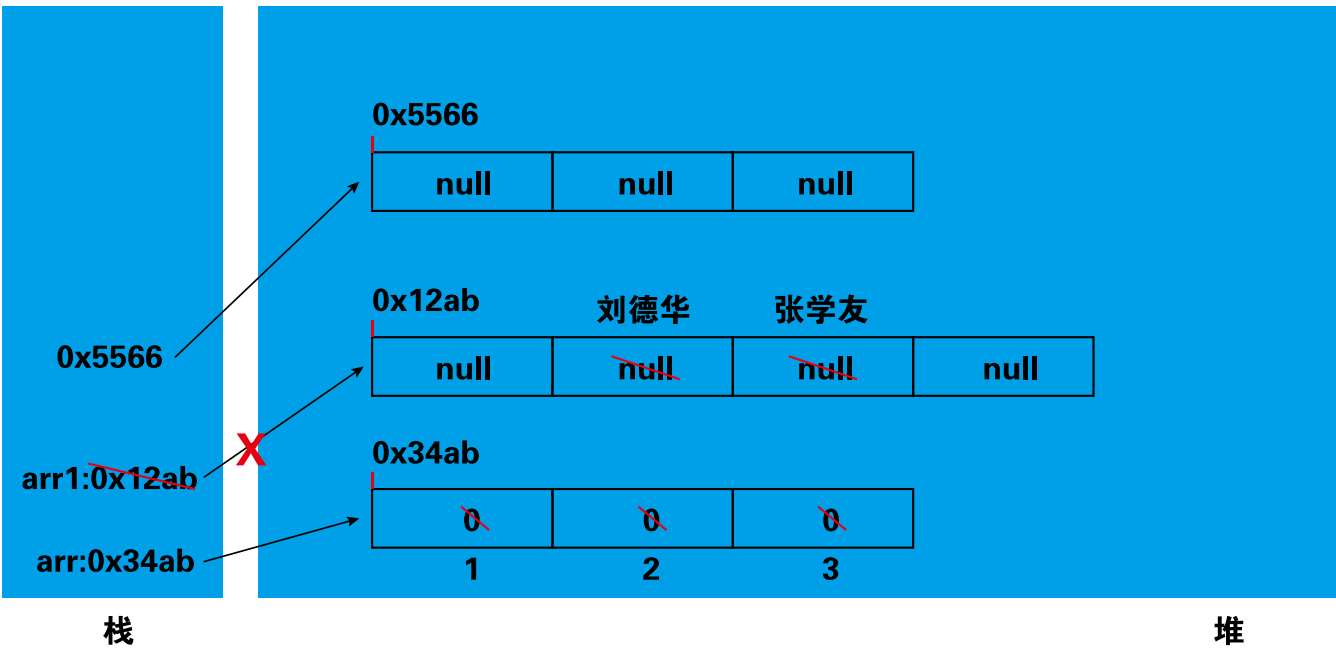 0x5566
null null null
0x12ab 刘德华 张学友
null null null null
0x5566
0x34ab
arr1:0x12ab
X
0 0 0
arr:0x34ab
1 2 3
栈 堆